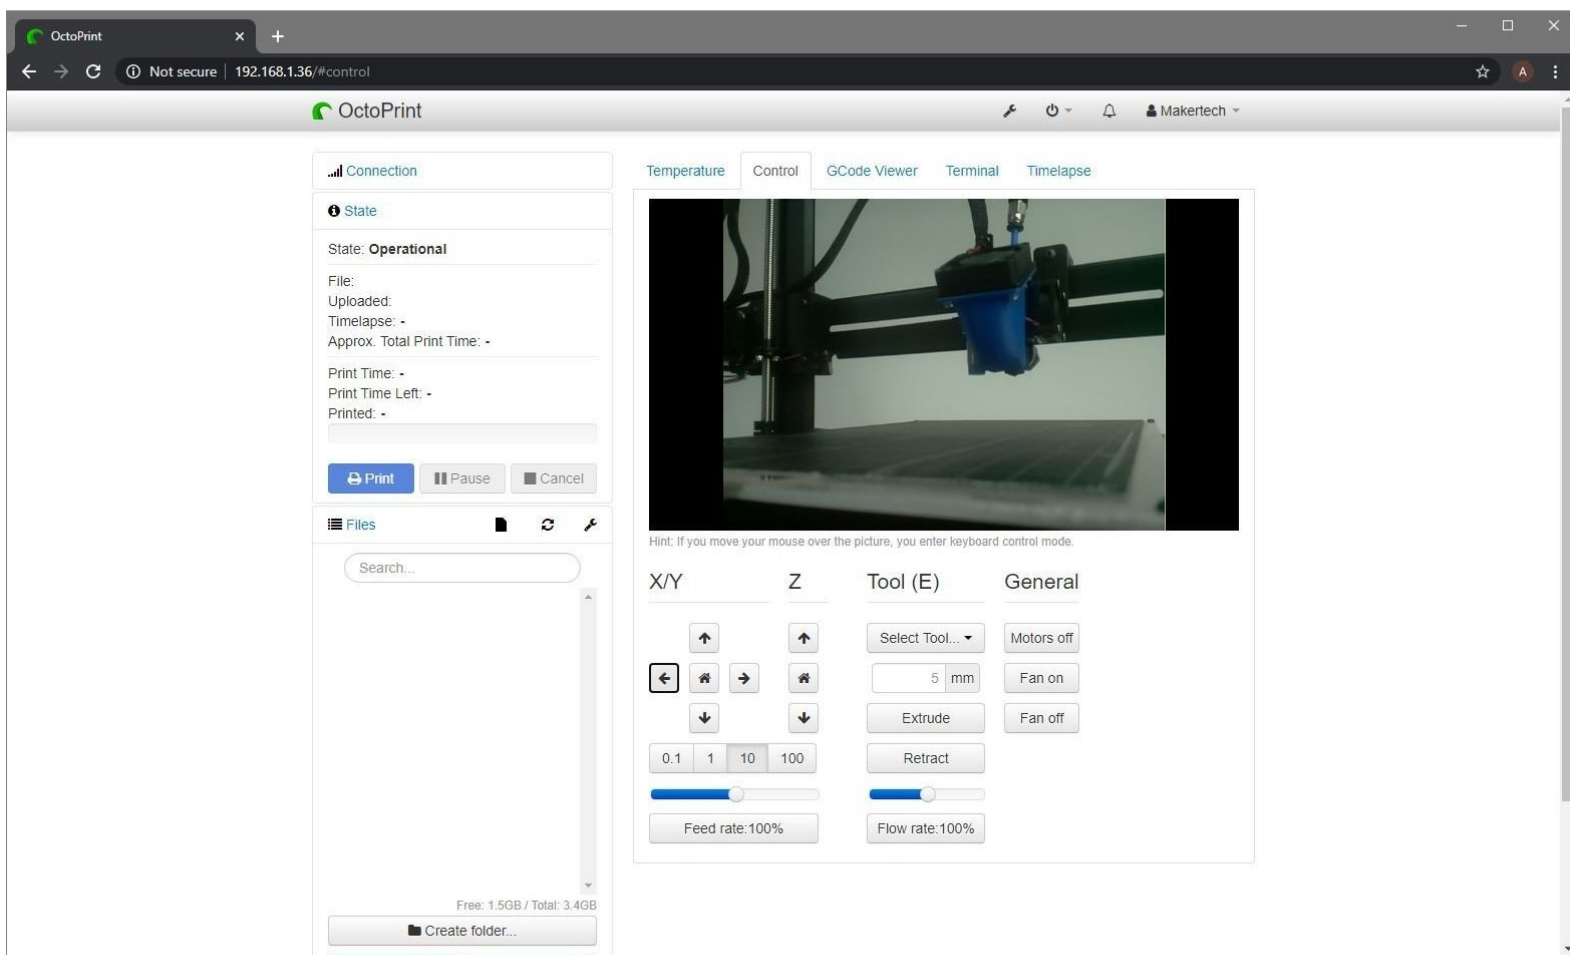 OctoPrint
Not secure | 192.168.1.36/#control
A
OctoPrint
Makertech
Connection
State
State: Operational
File:
Uploaded:
Timelapse: -
Approx. Total Print Time: -
Print Time: -
Print Time Left: -
Printed: -
Print Pause Cancel
Files
Search...
Free: 1.5GB / Total: 3.4GB
Create folder...
Temperature Control GCode Viewer Terminal Timelapse
Hint: If you move your mouse over the picture, you enter keyboard control mode.
X/Y Z Tool (E) General
Select Tool... Motors off
5 mm Fan on
Extrude Fan off
0.1 1 10 100 Retract
Feed rate:100% Flow rate:100%